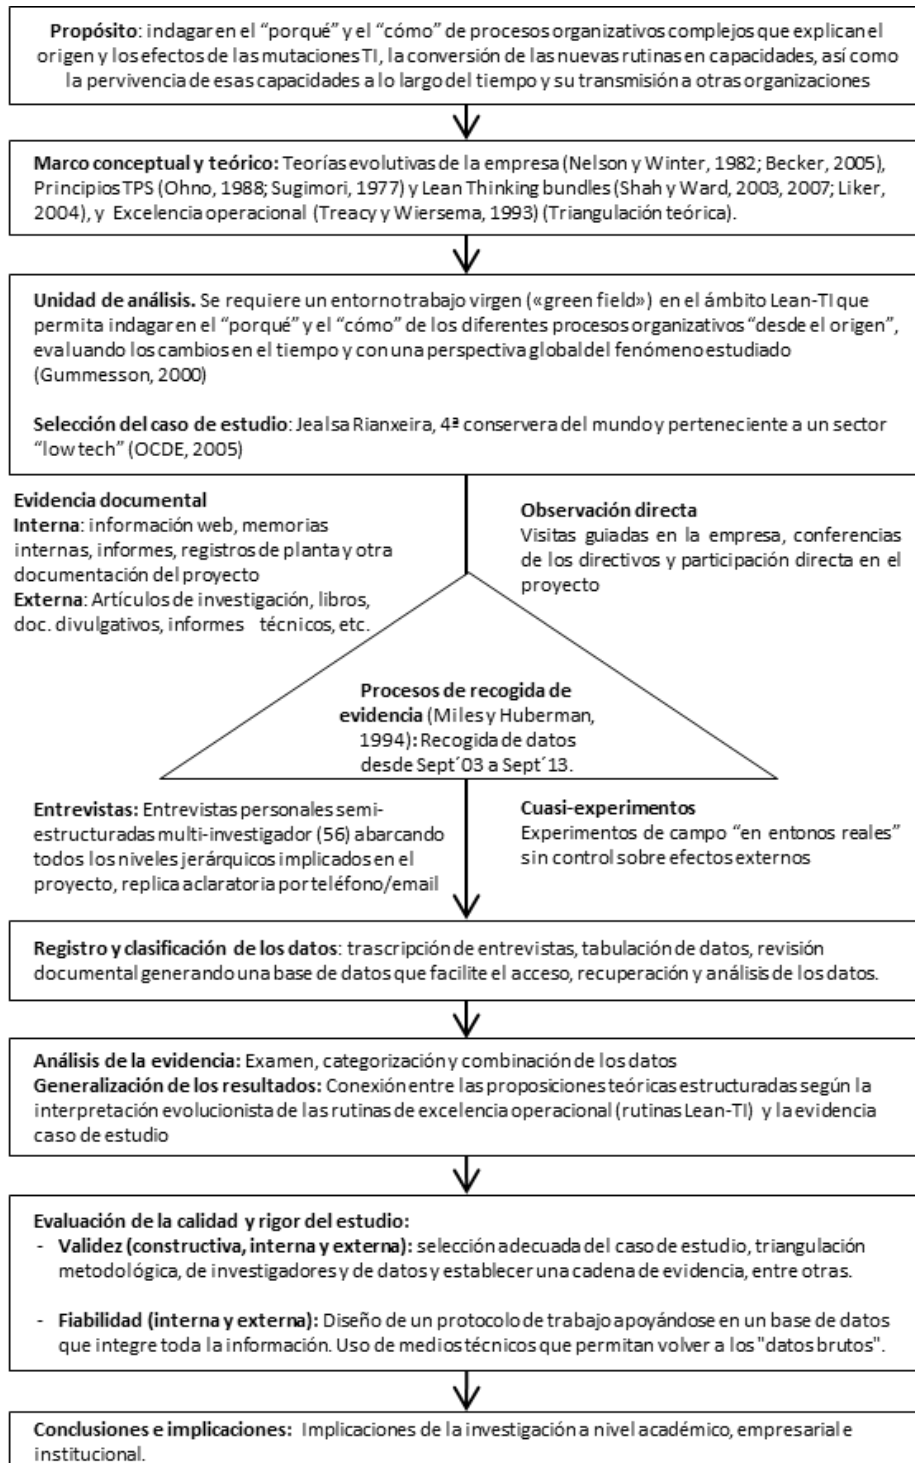 Propósito: indagar en el “porqué” y el “cómo” de procesos organizativos complejos que explican el
origen y los efectos de las mutaciones TI, la conversión de las nuevas rutinas en capacidades, así como
la pervivencia de esas capacidades a lo largo del tiempo y su transmisión a otras organizaciones
Marco conceptual y teórico: Teorías evolutivas de la empresa (Nelson y Winter, 1982; Becker, 2005),
Principios TPS (Ohno, 1988; Sugimori, 1977) y Lean Thinking bundles (Shah y Ward, 2003, 2007; Liker,
2004), y Excelencia operacional (Treacy y Wiersema, 1993) (Triangulación teórica).
Unidad de análisis. Se requiere un entorno trabajo virgen («green field») en el ámbito Lean-TI que
permita indagar en el “porqué” y el “cómo” de los diferentes procesos organizativos “desde el origen”,
evaluando los cambios en el tiempo y con una perspectiva global del fenómeno estudiado
(Gummesson, 2000)
Selección del caso de estudio: Jealsa Rianxeira, 4ª conservera del mundo y perteneciente a un sector
“low tech” (OCDE, 2005)
Evidencia documental
Interna: información web, memorias
internas, informes, registros de planta y otra
documentación del proyecto
Externa: Artículos de investigación, libros,
doc. divulgativos, informes técnicos, etc.
Observación directa
Visitas guiadas en la empresa, conferencias
de los directivos y participación directa en el
proyecto
Procesos de recogida de
evidencia (Miles y Huberman,
1994): Recogida de datos
desde Sept´03 a Sept´13.
Entrevistas: Entrevistas personales semi-
estructuradas multi-investigador (56) abarcando
todos los niveles jerárquicos implicados en el
proyecto, replica aclaratoria por teléfono/email
Cuasi-experimentos
Experimentos de campo “en entonos reales”
sin control sobre efectos externos
Registro y clasificación de los datos: trascripción de entrevistas, tabulación de datos, revisión
documental generando una base de datos que facilite el acceso, recuperación y análisis de los datos.
Análisis de la evidencia: Examen, categorización y combinación de los datos
Generalización de los resultados: Conexión entre las proposiciones teóricas estructuradas según la
interpretación evolucionista de las rutinas de excelencia operacional (rutinas Lean-TI) y la evidencia
caso de estudio
Evaluación de la calidad y rigor del estudio:
- Validez (constructiva, interna y externa): selección adecuada del caso de estudio, triangulación
metodológica, de investigadores y de datos y establecer una cadena de evidencia, entre otras.
- Fiabilidad (interna y externa): Diseño de un protocolo de trabajo apoyándose en un base de datos
que integre toda la información. Uso de medios técnicos que permitan volver a los "datos brutos".
Conclusiones e implicaciones: Implicaciones de la investigación a nivel académico, empresarial e
institucional.